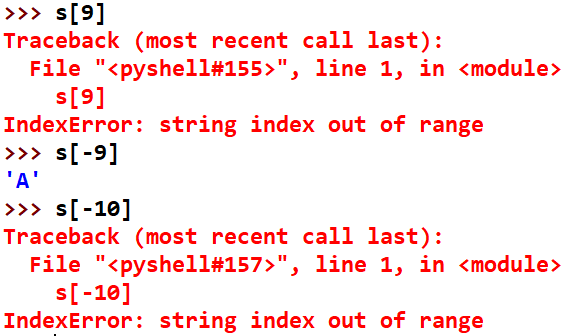 >>> s[9]
Traceback (most recent call last):
  File "<pyshell#155>", line 1, in <module>
    s[9]
IndexError: string index out of range
>>> s[-9]
'A'
>>> s[-10]
Traceback (most recent call last):
  File "<pyshell#157>", line 1, in <module>
    s[-10]
IndexError: string index out of range